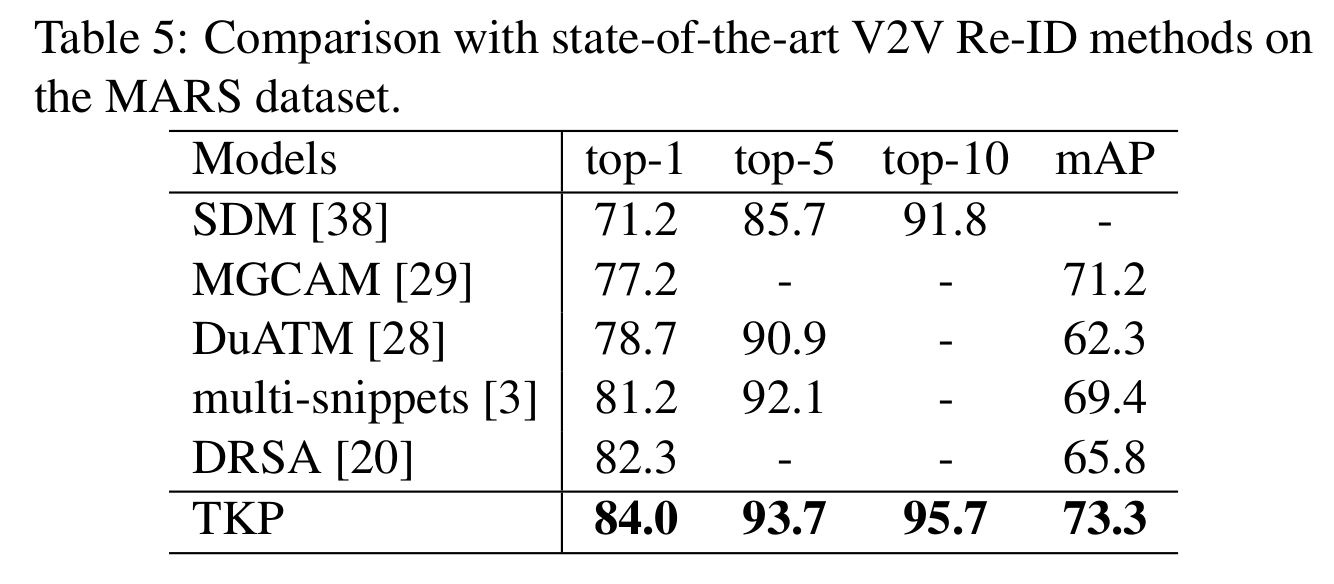 Table 5: Comparison with state-of-the-art V2V Re-ID methods on
the MARS dataset.
Models top-1 top-5 top-10 mAP
SDM [38] 71.2 85.7 91.8 -
MGCAM [29] 77.2 - - 71.2
DuATM [28] 78.7 90.9 - 62.3
multi-snippets [3] 81.2 92.1 - 69.4
DRSA [20] 82.3 - - 65.8
TKP 84.0 93.7 95.7 73.3